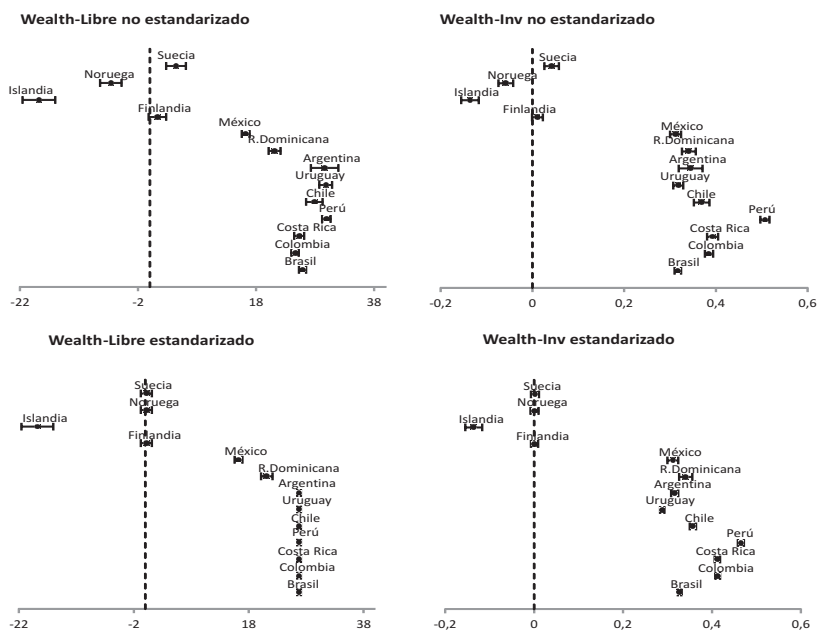 Wealth-Libre no estandarizado
Suecia
Noruega
Islandia
Finlandia
México
R.Dominicana
Argentina
Uruguay
Chile
Perú
Costa Rica
Colombia
Brasil
-22 -2 18 38
Wealth-Inv no estandarizado
Suecia
Noruega
Islandia
Finlandia
México
R.Dominicana
Argentina
Uruguay
Chile
Perú
Costa Rica
Colombia
Brasil
-0,2 0 0,2 0,4 0,6
Wealth-Libre estandarizado
Suecia
Noruega
Islandia
Finlandia
México
R.Dominicana
Argentina
Uruguay
Chile
Perú
Costa Rica
Colombia
Brasil
-22 -2 18 38
Wealth-Inv estandarizado
Suecia
Noruega
Islandia
Finlandia
México
R.Dominicana
Argentina
Uruguay
Chile
Perú
Costa Rica
Colombia
Brasil
-0,2 0 0,2 0,4 0,6